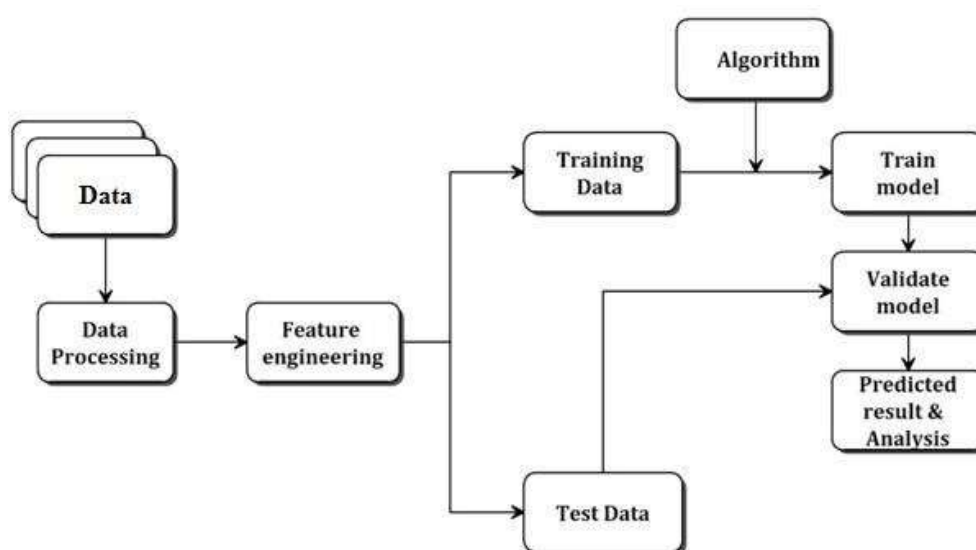 Algorithm
Data
Training
Data
Train
model
Data
Processing
Feature
engineering
Validate
model
Predicted
result &
Analysis
Test Data